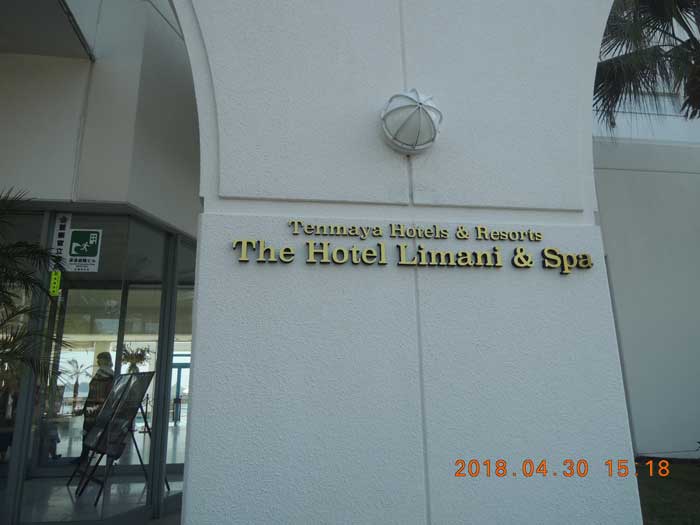 Tenmaya Hotels & Resorts
The Hotel Limani & Spa
2018.04.30 15:18